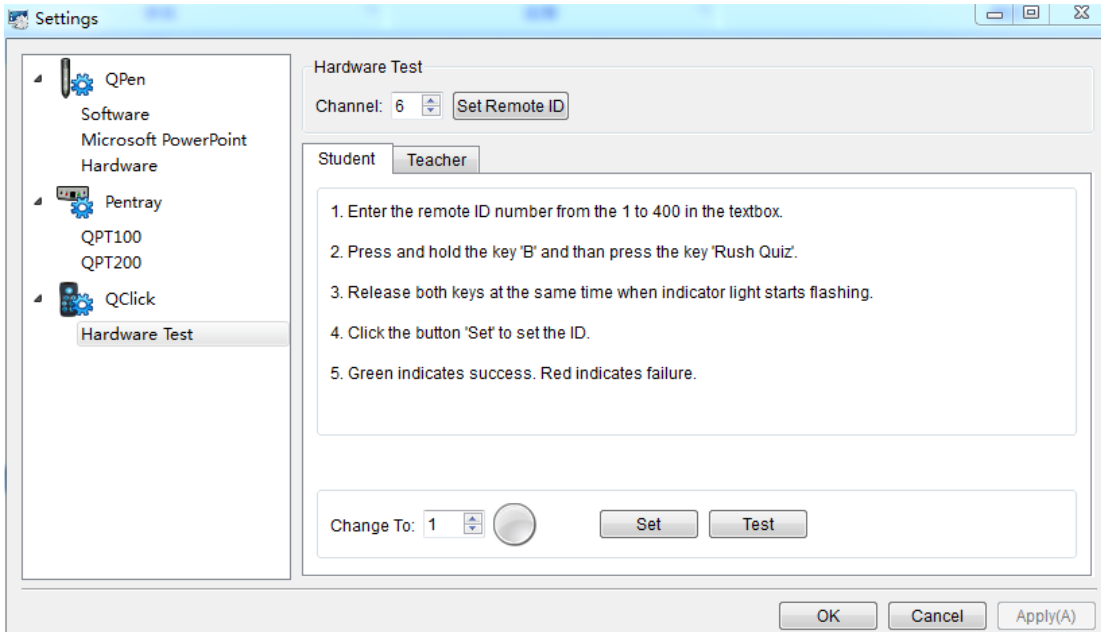 Settings
QPen
Software
Microsoft PowerPoint
Hardware
Pentray
QPT100
QPT200
QClick
Hardware Test
Hardware Test
Channel: 6 Set Remote ID
Student Teacher
1. Enter the remote ID number from the 1 to 400 in the textbox.
2. Press and hold the key 'B' and than press the key 'Rush Quiz'.
3. Release both keys at the same time when indicator light starts flashing.
4. Click the button 'Set' to set the ID.
5. Green indicates success. Red indicates failure.
Change To: 1 Set Test
OK Cancel Apply(A)